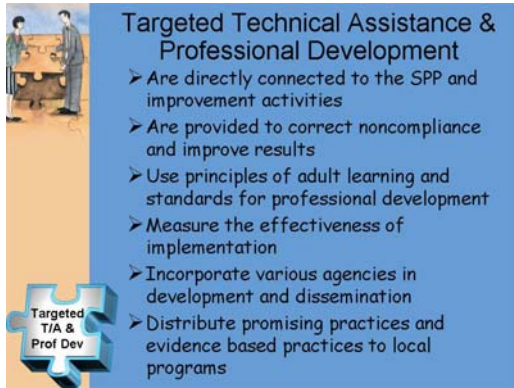 Targeted Technical Assistance &
Professional Development
➤Are directly connected to the SPP and
improvement activities
➤Are provided to correct noncompliance
and improve results
➤Use principles of adult learning and
standards for professional development
➤Measure the effectiveness of
implementation
➤Incorporate various agencies in
development and dissemination
➤Distribute promising practices and
evidence based practices to local
programs
Targeted
T/A &
Prof Dev